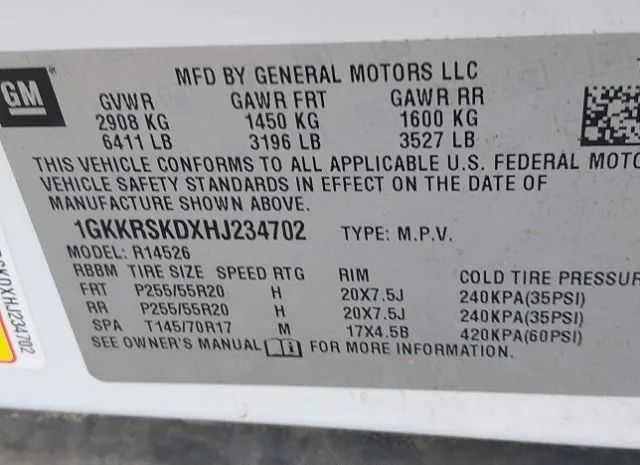 GM
MFD BY GENERAL MOTORS LLC
GVWR GAWR FRT GAWR RR
2908 KG 1450 KG 1600 KG
6411 LB 3196 LB 3527 LB
THIS VEHICLE CONFORMS TO ALL APPLICABLE U.S. FEDERAL MOTO
VEHICLE SAFETY STANDARDS IN EFFECT ON THE DATE OF
MANUFACTURE SHOWN ABOVE.
1GKKRSKDXHJ234702 TYPE: M.P.V.
MODEL: R14526
RBBM TIRE SIZE SPEED RTG RIM COLD TIRE PRESSUR
FRT P255/55R20 H 20X7.5J 240KPA(35PSI)
RR P255/55R20 H 20X7.5J 240KPA(35PSI)
SPA T145/70R17 M 17X4.5B 420KPA(60PSI)
SEE OWNER'S MANUAL FOR MORE INFORMATION.
SKDXHJ234702